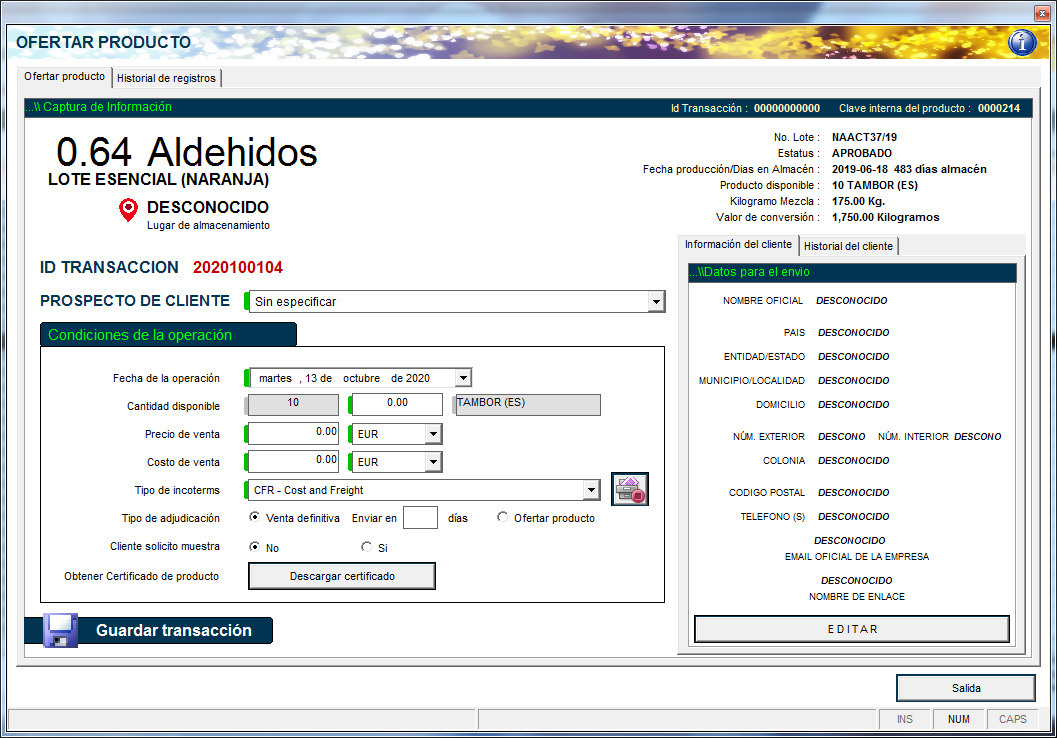 OFERTAR PRODUCTO
Ofertar producto
Historial de registros
...\\ Captura de Información
Id Transacción : 00000000000 Clave interna del producto : 0000214
0.64 Aldehidos
LOTE ESENCIAL (NARANJA)
DESCONOCIDO
Lugar de almacenamiento
No. Lote : NAACT37/19
Estatus : APROBADO
Fecha producción/Dias en Almacén : 2019-06-18 483 días almacén
Producto disponible : 10 TAMBOR (ES)
Kilogramo Mezcla : 175.00 Kg.
Valor de conversión : 1,750.00 Kilogramos
ID TRANSACCION 2020100104
PROSPECTO DE CLIENTE Sin especificar
Condiciones de la operación
Fecha de la operación martes , 13 de octubre de 2020
Cantidad disponible 10 0.00 TAMBOR (ES)
Precio de venta 0.00 EUR
Costo de venta 0.00 EUR
Tipo de incoterms CFR - Cost and Freight
Tipo de adjudicación Venta definitiva Enviar en días Ofertar producto
Cliente solicito muestra No Si
Obtener Certificado de producto Descargar certificado
Guardar transacción
Información del cliente
Historial del cliente
...\\Datos para el envio
NOMBRE OFICIAL DESCONOCIDO
PAIS DESCONOCIDO
ENTIDAD/ESTADO DESCONOCIDO
MUNICIPIO/LOCALIDAD DESCONOCIDO
DOMICILIO DESCONOCIDO
NÚM. EXTERIOR DESCONO NÚM. INTERIOR DESCONO
COLONIA DESCONOCIDO
CODIGO POSTAL DESCONOCIDO
TELEFONO (S) DESCONOCIDO
DESCONOCIDO
EMAIL OFICIAL DE LA EMPRESA
DESCONOCIDO
NOMBRE DE ENLACE
EDITAR
Salida
INS NUM CAPS